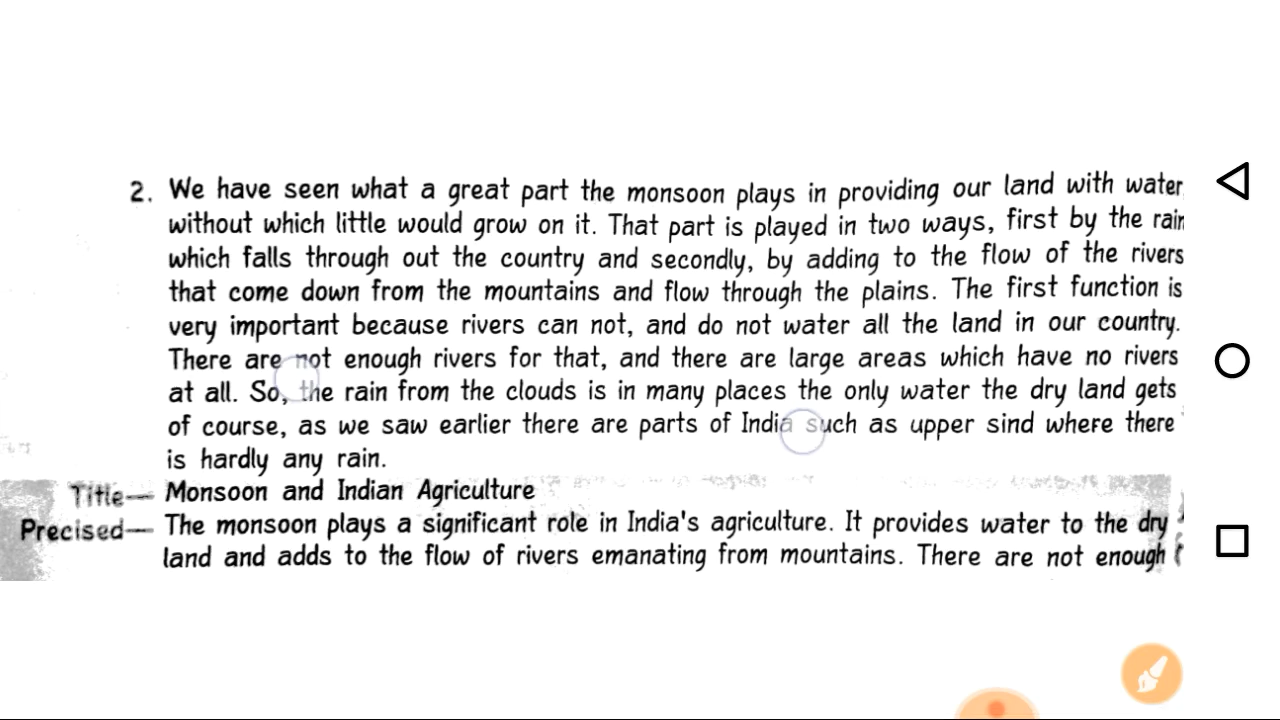 2. We have seen what a great part the monsoon plays in providing our land with water
without which little would grow on it. That part is played in two ways, first by the rain
which falls through out the country and secondly, by adding to the flow of the rivers
that come down from the mountains and flow through the plains. The first function is
very important because rivers can not, and do not water all the land in our country.
There are not enough rivers for that, and there are large areas which have no rivers
at all. So, the rain from the clouds is in many places the only water the dry land gets
of course, as we saw earlier there are parts of India such as upper sind where there
is hardly any rain.
Title— Monsoon and Indian Agriculture
Precised— The monsoon plays a significant role in India's agriculture. It provides water to the dry
land and adds to the flow of rivers emanating from mountains. There are not enough